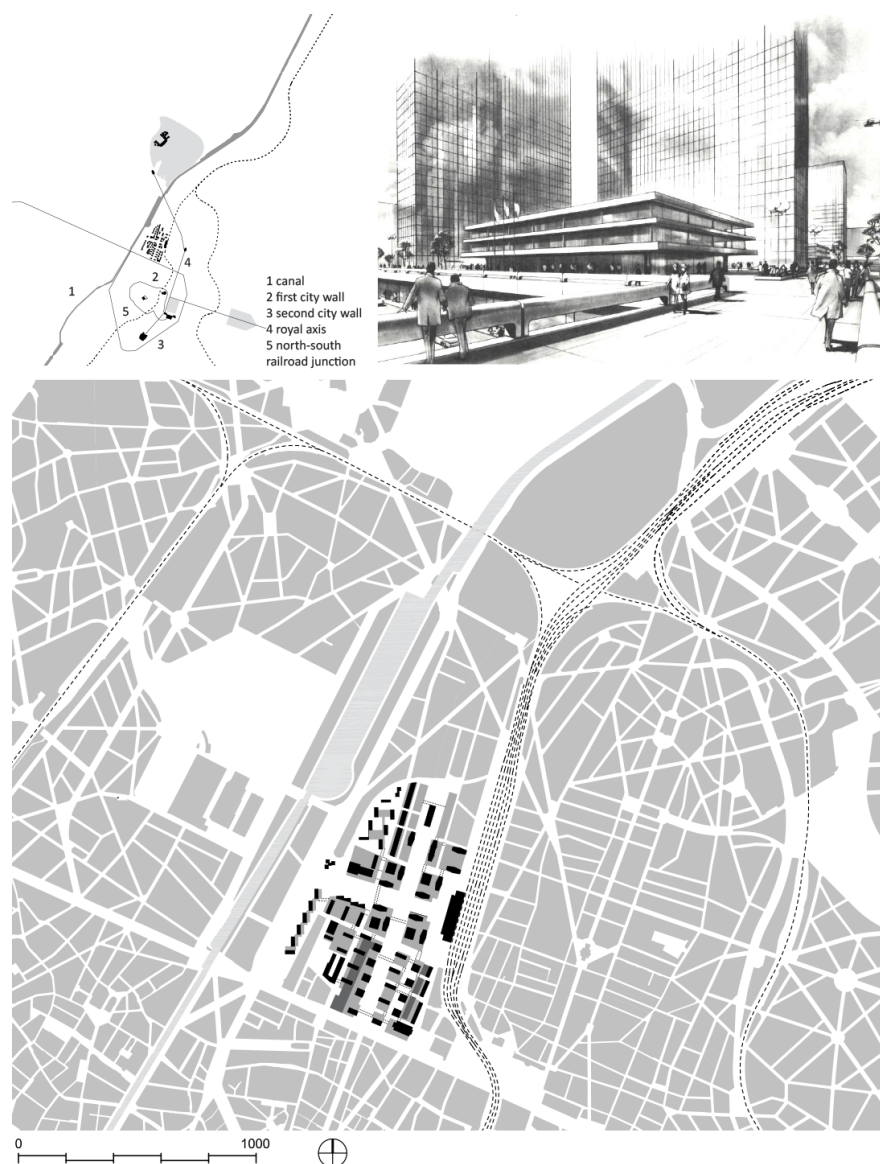 1
2
3
4
5
1 canal
2 first city wall
3 second city wall
4 royal axis
5 north-south
railroad junction
0
1000